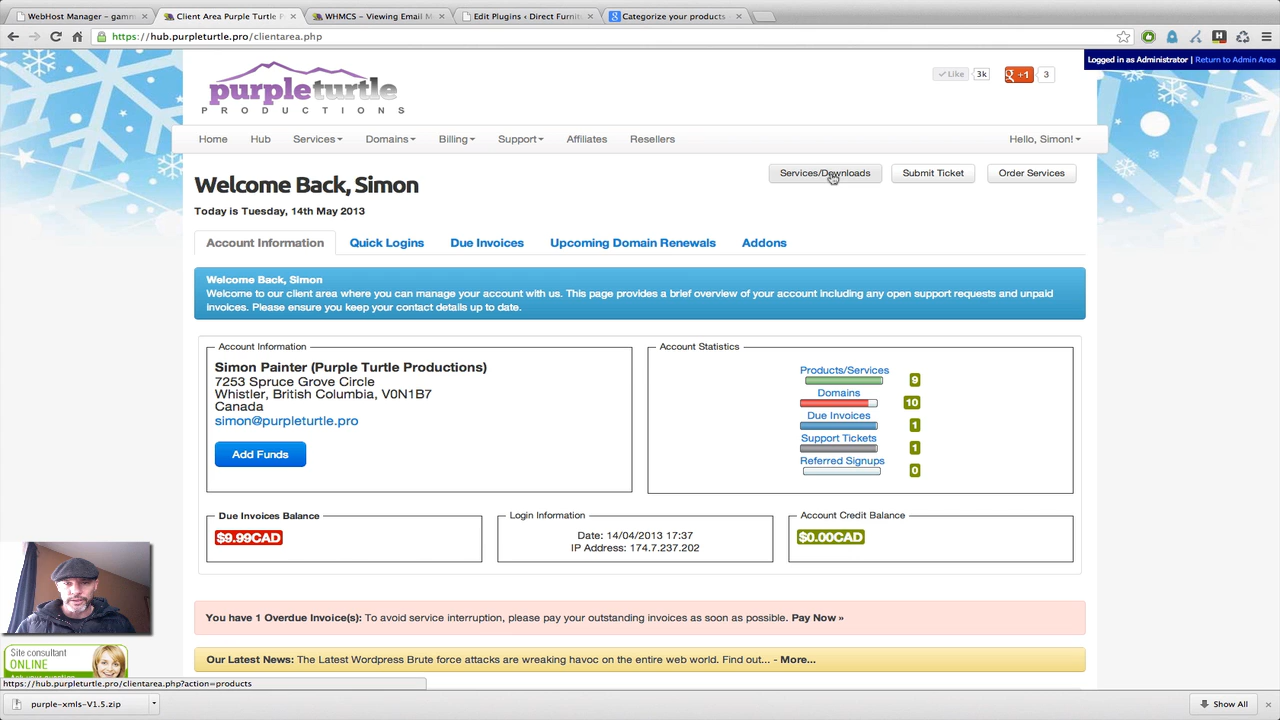 WebHost Manager - gamm
Client Area Purple Turtle P
WHMCS - Viewing Email M
Edit Plugins ‹ Direct Furnit
Categorize your products
https://hub.purpleturtle.pro/clientarea.php
Logged in as Administrator | Return to Admin Area
purpleturtle
PRODUCTIONS
Like 3k +1 3
Home Hub Services Domains Billing Support Affiliates Resellers Hello, Simon!
Services/Downloads Submit Ticket Order Services
Welcome Back, Simon
Today is Tuesday, 14th May 2013
Account Information Quick Logins Due Invoices Upcoming Domain Renewals Addons
Welcome Back, Simon
Welcome to our client area where you can manage your account with us. This page provides a brief overview of your account including any open support requests and unpaid
invoices. Please ensure you keep your contact details up to date.
Account Information
Simon Painter (Purple Turtle Productions)
7253 Spruce Grove Circle
Whistler, British Columbia, V0N1B7
Canada
simon@purpleturtle.pro
Add Funds
Account Statistics
Products/Services 9
Domains 10
Due Invoices 1
Support Tickets 1
Referred Signups 0
Due Invoices Balance
$9.99CAD
Login Information
Date: 14/04/2013 17:37
IP Address: 174.7.237.202
Account Credit Balance
$0.00CAD
You have 1 Overdue Invoice(s): To avoid service interruption, please pay your outstanding invoices as soon as possible. Pay Now »
Our Latest News: The Latest Wordpress Brute force attacks are wreaking havoc on the entire web world. Find out... - More...
Site consultant
ONLINE
https://hub.purpleturtle.pro/clientarea.php?action=products
purple-xmls-V1.5.zip
Show All